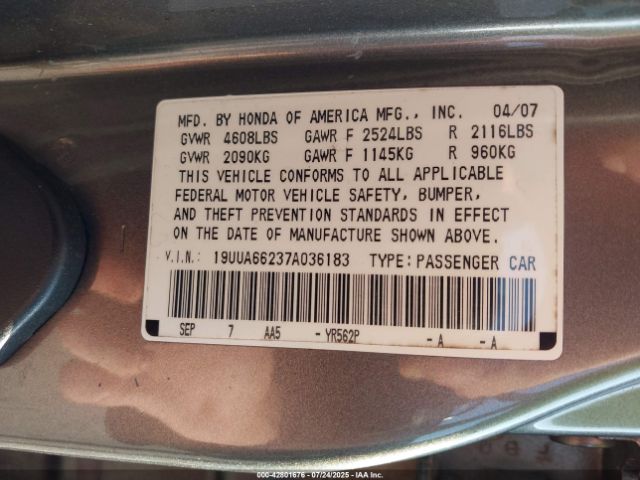 MFD. BY HONDA OF AMERICA MFG., INC. 04/07
GVWR 4608LBS GAWR F 2524LBS R 2116LBS
GVWR 2090KG GAWR F 1145KG R 960KG
THIS VEHICLE CONFORMS TO ALL APPLICABLE
FEDERAL MOTOR VEHICLE SAFETY, BUMPER,
AND THEFT PREVENTION STANDARDS IN EFFECT
ON THE DATE OF MANUFACTURE SHOWN ABOVE.
V.I.N.: 19UUA66237A036183 TYPE:PASSENGER CAR
SEP 7 AA5 -YR562P -A -A
000-42801676 - 07/24/2025 - IAAI.COM